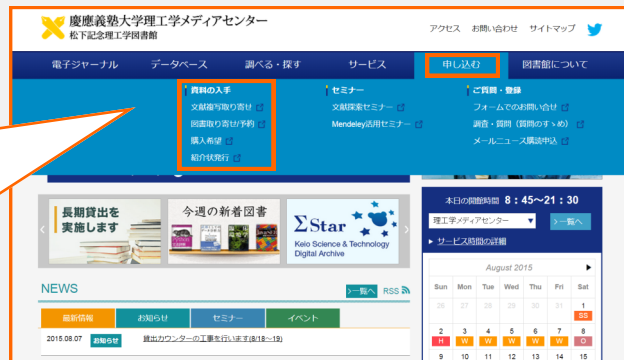 慶應義塾大学理工学メディアセンター
松下記念理工学図書館
アクセス お問い合わせ サイトマップ
電子ジャーナル データベース 調べる・探す サービス 申し込む 図書館について
資料の入手 セミナー ご質問・登録
文献複写取り寄せ 文献探索セミナー フォームでのお問い合せ
図書取り寄せ/予約 Mendeley活用セミナー 調査・質問（質問のすゝめ）
購入希望 メールニュース購読申込
紹介状発行
長期貸出を
実施します
今週の新着図書
ΣStar
Keio Science & Technology
Digital Archive
本日の開館時間 8：45～21：30
理工学メディアセンター ▼ >一覧へ
サービス時間の詳細
August 2015
Sun Mon Tue Wed Thu Fri Sat
26 27 28 29 30 31 1
SS
2 3 4 5 6 7 8
H W W W W W O
9 10 11 12 13 14 15
NEWS >一覧へ RSS
最新情報 お知らせ セミナー イベント
2015.08.07 お知らせ 貸出カウンターの工事を行います(8/18～19)